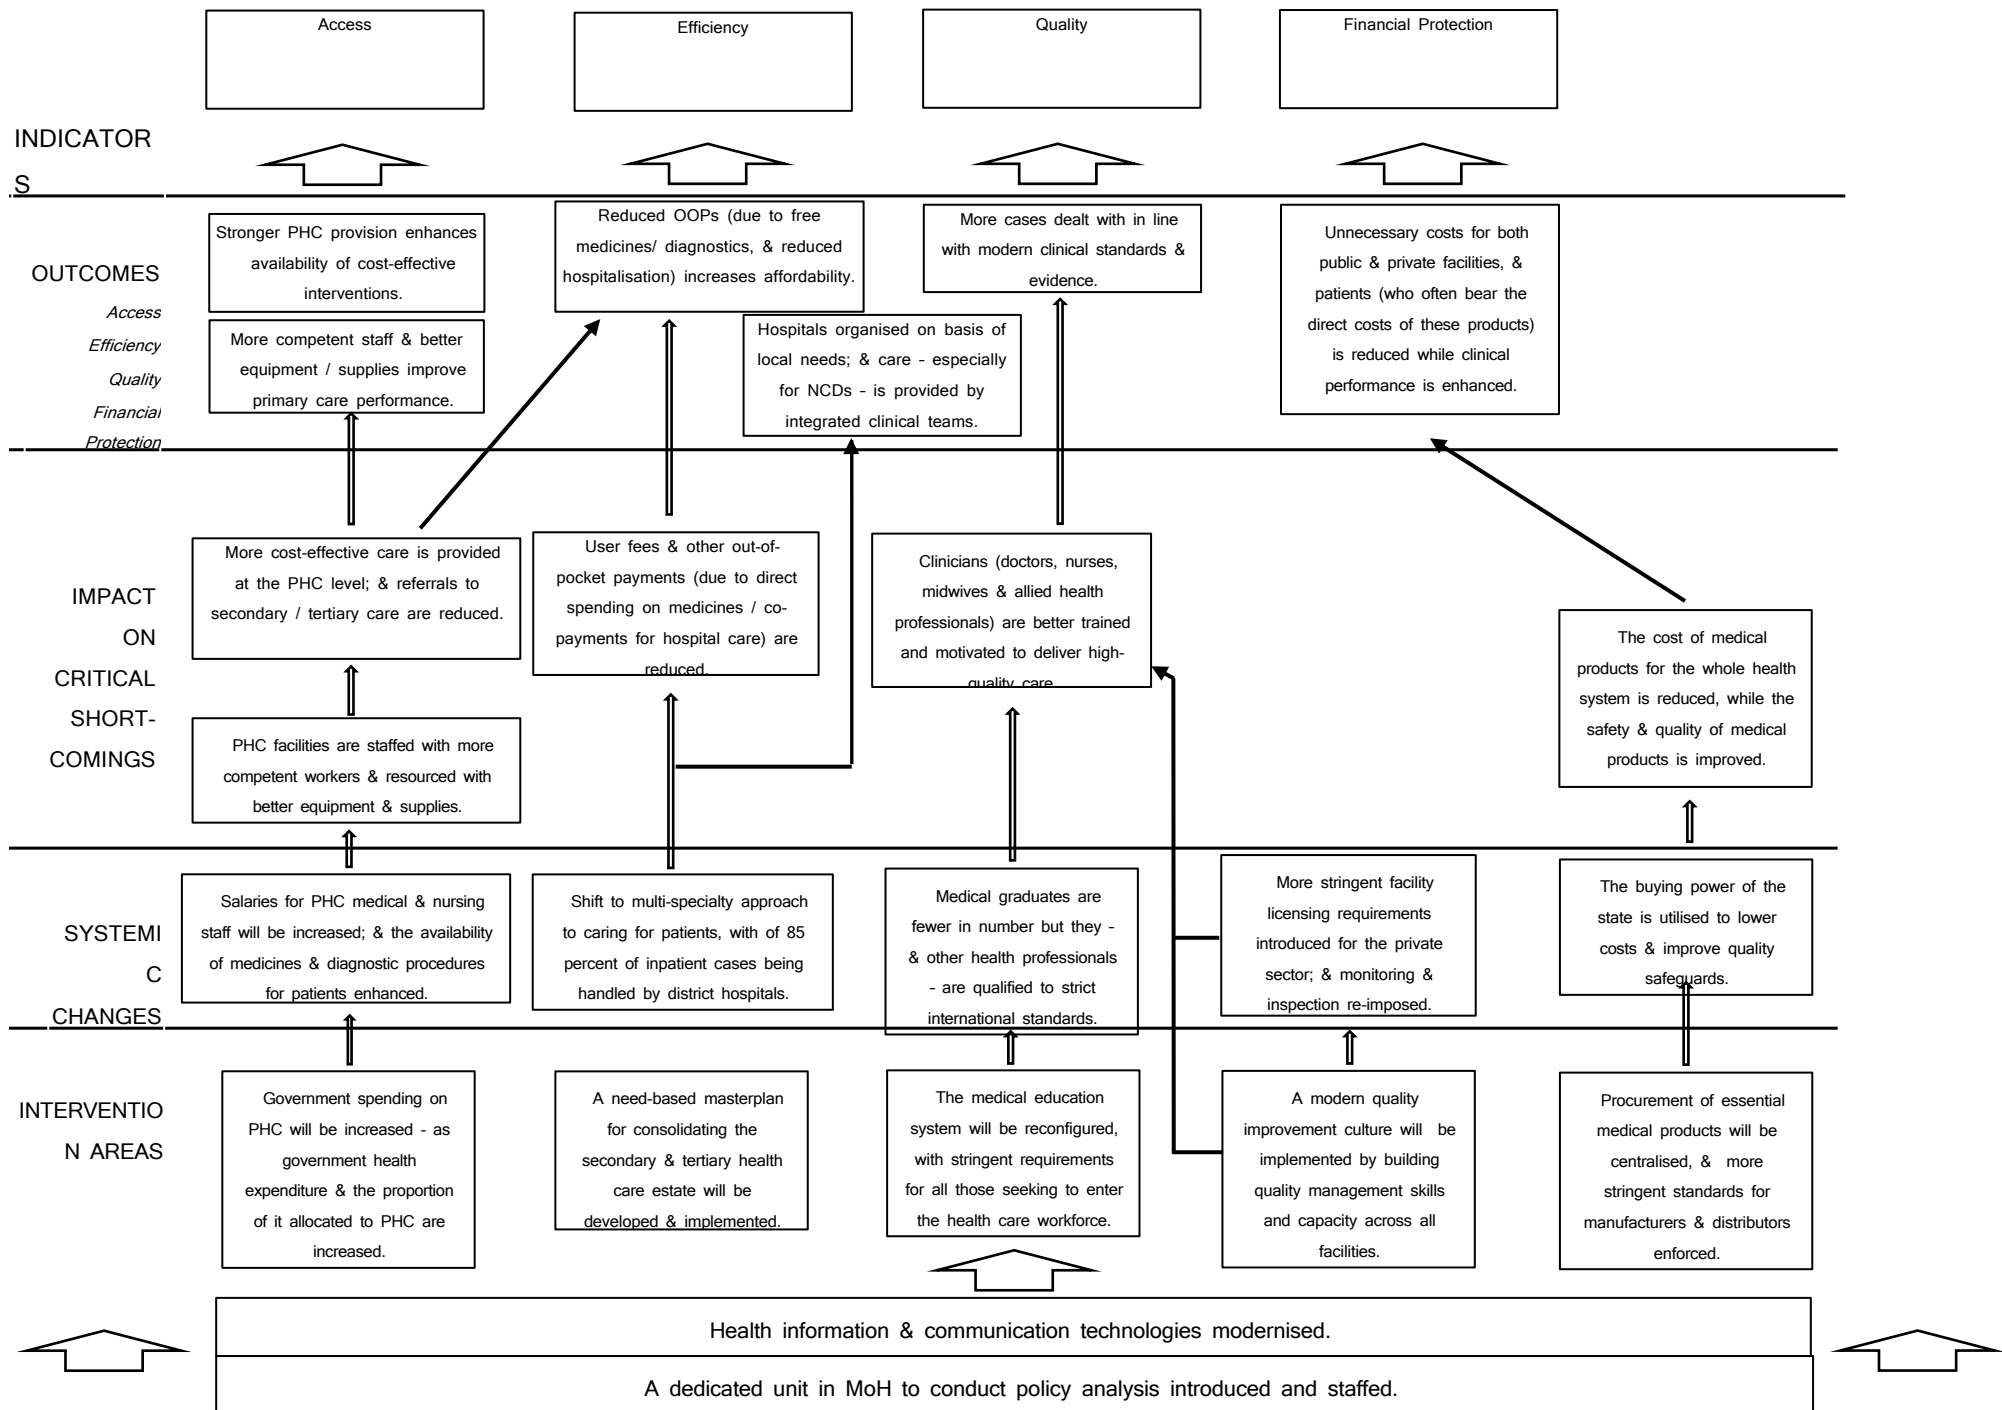 Access
Efficiency
Quality
Financial Protection
INDICATOR
S
OUTCOMES
Access
Efficiency
Quality
Financial
Protection
Stronger PHC provision enhances
availability of cost-effective
interventions.
More competent staff & better
equipment / supplies improve
primary care performance.
Reduced OOPs (due to free
medicines/ diagnostics, & reduced
hospitalisation) increases affordability.
Hospitals organised on basis of
local needs; & care - especially
for NCDs - is provided by
integrated clinical teams.
More cases dealt with in line
with modern clinical standards &
evidence.
Unnecessary costs for both
public & private facilities, &
patients (who often bear the
direct costs of these products)
is reduced while clinical
performance is enhanced.
IMPACT
ON
CRITICAL
SHORT-
COMINGS
More cost-effective care is provided
at the PHC level; & referrals to
secondary / tertiary care are reduced.
PHC facilities are staffed with more
competent workers & resourced with
better equipment & supplies.
User fees & other out-of-
pocket payments (due to direct
spending on medicines / co-
payments for hospital care) are
reduced.
Clinicians (doctors, nurses,
midwives & allied health
professionals) are better trained
and motivated to deliver high-
quality care
The cost of medical
products for the whole health
system is reduced, while the
safety & quality of medical
products is improved.
SYSTEMI
C
CHANGES
Salaries for PHC medical & nursing
staff will be increased; & the availability
of medicines & diagnostic procedures
for patients enhanced.
Shift to multi-specialty approach
to caring for patients, with of 85
percent of inpatient cases being
handled by district hospitals.
Medical graduates are
fewer in number but they -
& other health professionals
- are qualified to strict
international standards.
More stringent facility
licensing requirements
introduced for the private
sector; & monitoring &
inspection re-imposed.
The buying power of the
state is utilised to lower
costs & improve quality
safeguards.
INTERVENTIO
N AREAS
Government spending on
PHC will be increased - as
government health
expenditure & the proportion
of it allocated to PHC are
increased.
A need-based masterplan
for consolidating the
secondary & tertiary health
care estate will be
developed & implemented.
The medical education
system will be reconfigured,
with stringent requirements
for all those seeking to enter
the health care workforce.
A modern quality
improvement culture will be
implemented by building
quality management skills
and capacity across all
facilities.
Procurement of essential
medical products will be
centralised, & more
stringent standards for
manufacturers & distributors
enforced.
Health information & communication technologies modernised.
A dedicated unit in MoH to conduct policy analysis introduced and staffed.